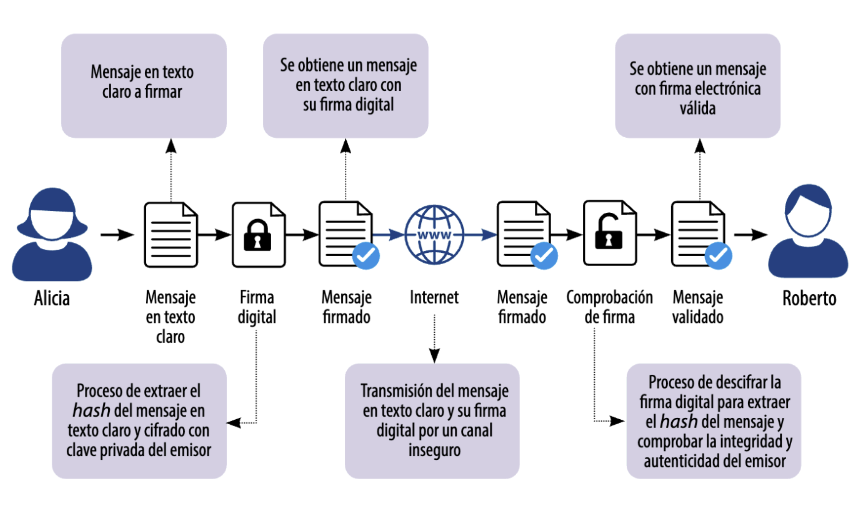 Mensaje en texto
claro a firmar
Se obtiene un mensaje
en texto claro con
su firma digital
Se obtiene un mensaje
con firma electrónica
válida
www
Alicia
Mensaje
en texto
claro
Firma
digital
Mensaje
firmado
Internet
Mensaje
firmado
Comprobación
de firma
Mensaje
validado
Roberto
Proceso de extraer el
hash del mensaje en
texto claro y cifrado con
clave privada del emisor
Transmisión del mensaje
en texto claro y su firma
digital por un canal
inseguro
Proceso de descifrar la
firma digital para extraer
el hash del mensaje y
comprobar la integridad y
autenticidad del emisor